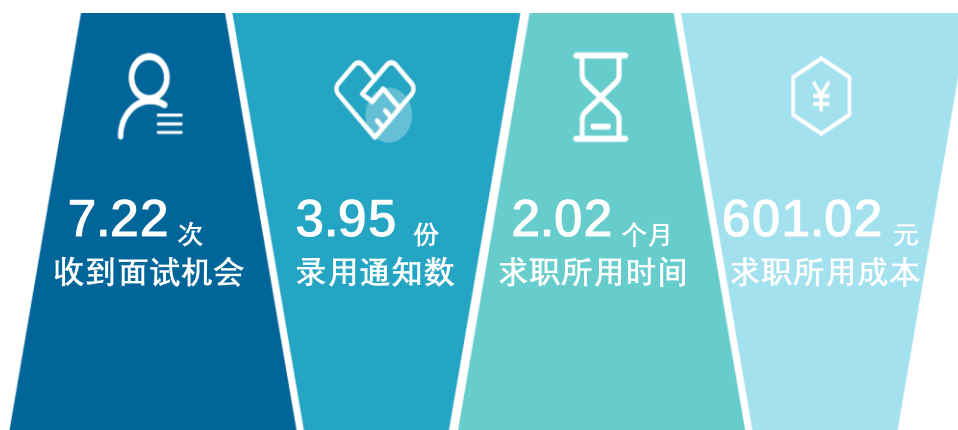 7.22 次
收到面试机会
3.95 份
录用通知数
2.02 个月
求职所用时间
¥
601.02 元
求职所用成本